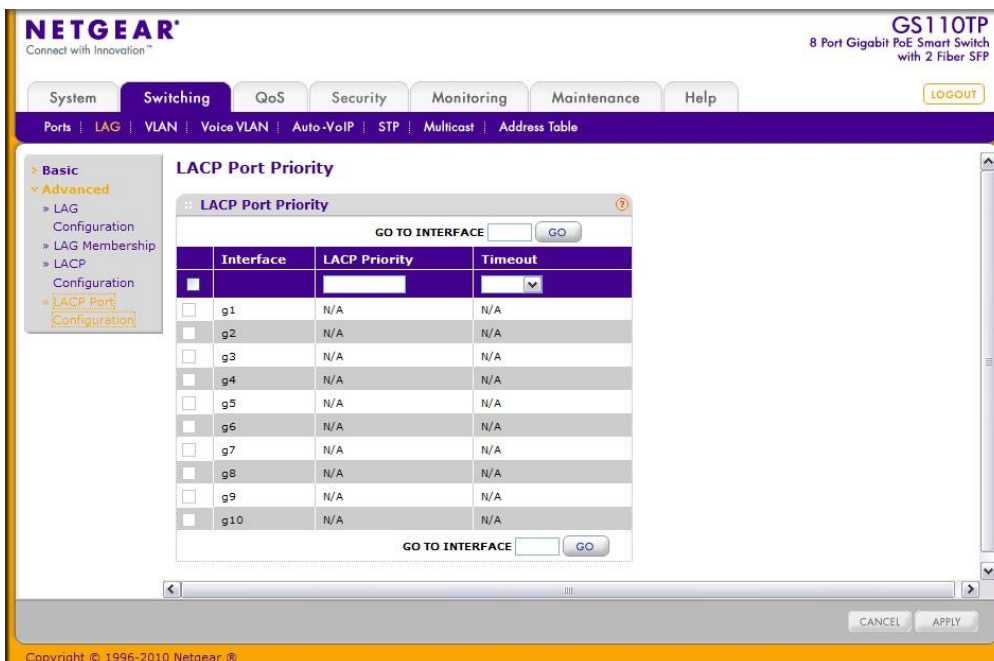 NETGEAR®
Connect with Innovation™
GS110TP
8 Port Gigabit PoE Smart Switch
with 2 Fiber SFP
System Switching QoS Security Monitoring Maintenance Help LOGOUT
Ports LAG VLAN Voice VLAN Auto-VoIP STP Multicast Address Table
Basic
Advanced
» LAG
Configuration
» LAG Membership
» LACP
Configuration
» LACP Port
Configuration
LACP Port Priority
LACP Port Priority ?
GO TO INTERFACE GO
Interface LACP Priority Timeout
g1 N/A N/A
g2 N/A N/A
g3 N/A N/A
g4 N/A N/A
g5 N/A N/A
g6 N/A N/A
g7 N/A N/A
g8 N/A N/A
g9 N/A N/A
g10 N/A N/A
GO TO INTERFACE GO
CANCEL APPLY
Copyright © 1996-2010 Netgear ®